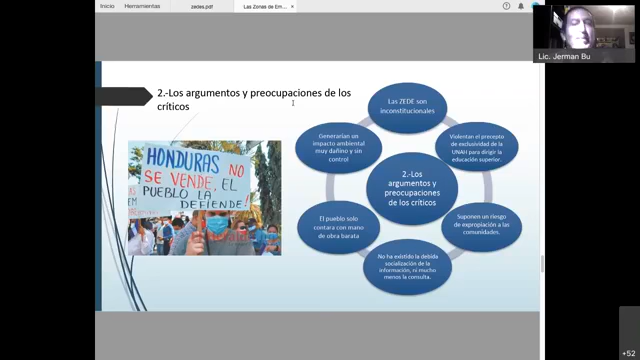 Inicio
Herramientas
zedes.pdf
Las Zonas de Em...
Lic. Jerman Bu
2.-Los argumentos y preocupaciones de los
críticos
HONDURAS NO
SE VENDE, EL
PUEBLO LA
DEFIENDE!
Las ZEDE son
inconstitucionales
Violentan el precepto
de exclusividad de la
UNAH para dirigir la
educación superior.
Suponen un riesgo
de expropiación a las
comunidades.
No ha existido la debida
socialización de la
información, ni mucho
menos la consulta.
El pueblo solo
contara con mano
de obra barata
Generarían un
impacto ambiental
muy dañino y sin
control
2.-Los
argumentos y
preocupaciones
de los críticos
+52